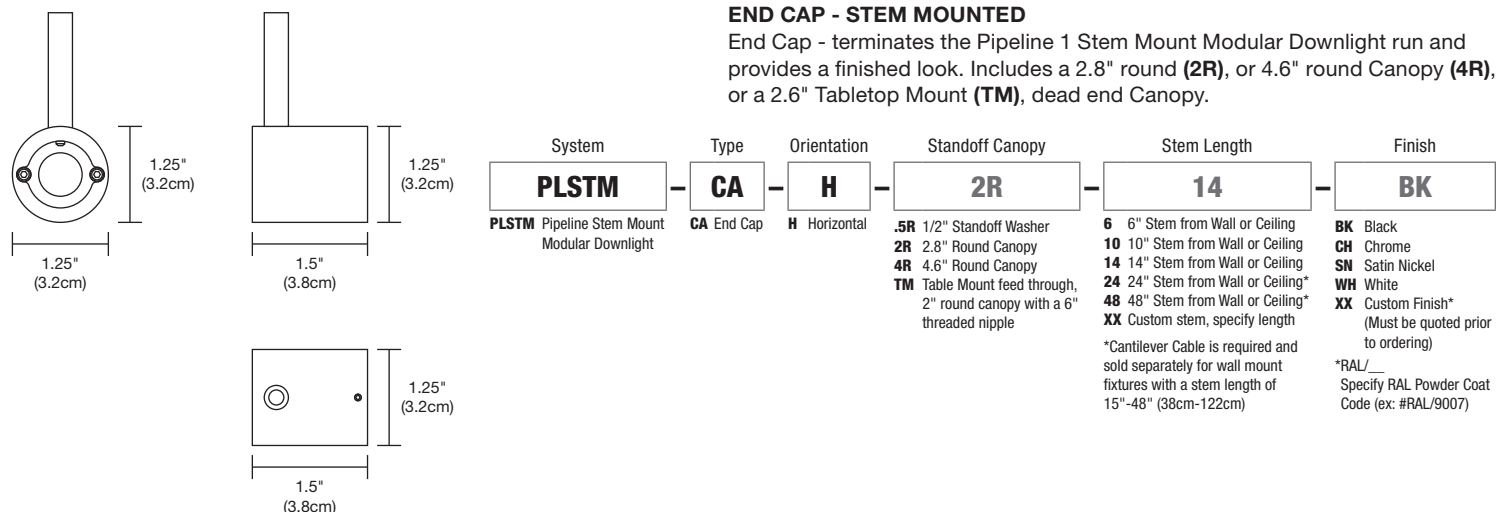 END CAP - STEM MOUNTED
End Cap - terminates the Pipeline 1 Stem Mount Modular Downlight run and
provides a finished look. Includes a 2.8" round (2R), or 4.6" round Canopy (4R),
or a 2.6" Tabletop Mount (TM), dead end Canopy.
1.25"
(3.2cm)
1.25"
(3.2cm)
1.25"
(3.2cm)
1.5"
(3.8cm)
1.25"
(3.2cm)
1.5"
(3.8cm)
System
PLSTM
PLSTM Pipeline Stem Mount
Modular Downlight
–
Type
CA
CA End Cap
–
Orientation
H
H Horizontal
–
Standoff Canopy
2R
.5R 1/2" Standoff Washer
2R 2.8" Round Canopy
4R 4.6" Round Canopy
TM Table Mount feed through,
2" round canopy with a 6"
threaded nipple
–
Stem Length
14
6 6" Stem from Wall or Ceiling
10 10" Stem from Wall or Ceiling
14 14" Stem from Wall or Ceiling
24 24" Stem from Wall or Ceiling*
48 48" Stem from Wall or Ceiling*
XX Custom stem, specify length
*Cantilever Cable is required and
sold separately for wall mount
fixtures with a stem length of
15"-48" (38cm-122cm)
–
Finish
BK
BK Black
CH Chrome
SN Satin Nickel
WH White
XX Custom Finish*
(Must be quoted prior
to ordering)
*RAL/__
Specify RAL Powder Coat
Code (ex: #RAL/9007)